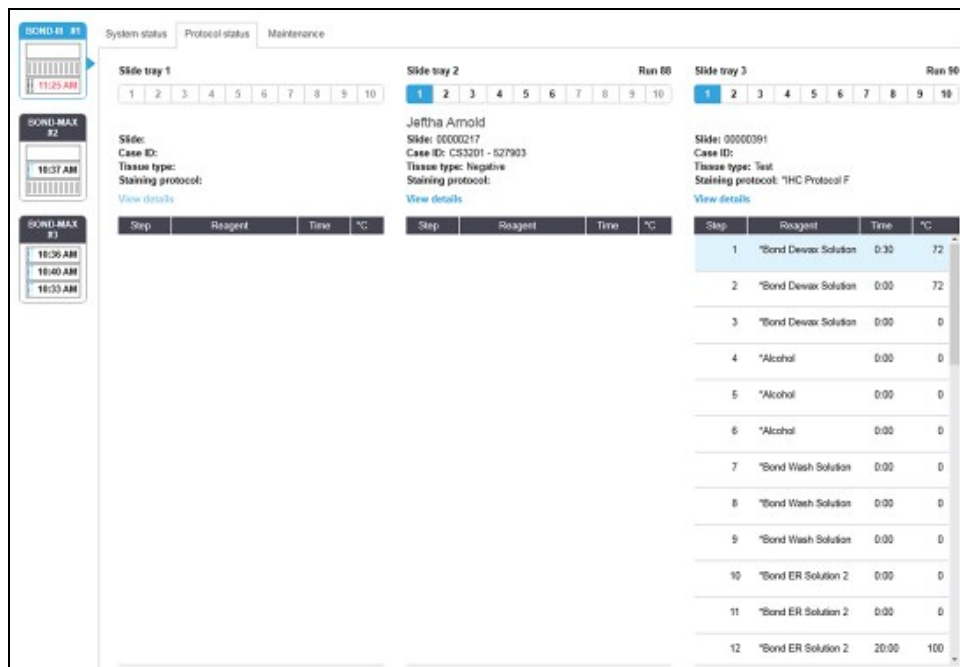 BOND-III #1
11:25 AM
BOND-MAX
#2
10:37 AM
BOND-MAX
#3
10:36 AM
10:40 AM
10:33 AM
System status Protocol status Maintenance
Slide tray 1
1 2 3 4 5 6 7 8 9 10
Slide:
Case ID:
Tissue type:
Staining protocol:
View details
Step Reagent Time °C
Slide tray 2 Run 88
1 2 3 4 5 6 7 8 9 10
Jeftha Arnold
Slide: 00000217
Case ID: CS3201 - 527903
Tissue type: Negative
Staining protocol:
View details
Step Reagent Time °C
Slide tray 3 Run 90
1 2 3 4 5 6 7 8 9 10
Slide: 00000391
Case ID:
Tissue type: Test
Staining protocol: *IHC Protocol F
View details
Step Reagent Time °C
1 *Bond Dewax Solution 0:30 72
2 *Bond Dewax Solution 0:00 72
3 *Bond Dewax Solution 0:00 0
4 *Alcohol 0:00 0
5 *Alcohol 0:00 0
6 *Alcohol 0:00 0
7 *Bond Wash Solution 0:00 0
8 *Bond Wash Solution 0:00 0
9 *Bond Wash Solution 0:00 0
10 *Bond ER Solution 2 0:00 0
11 *Bond ER Solution 2 0:00 0
12 *Bond ER Solution 2 20:00 100